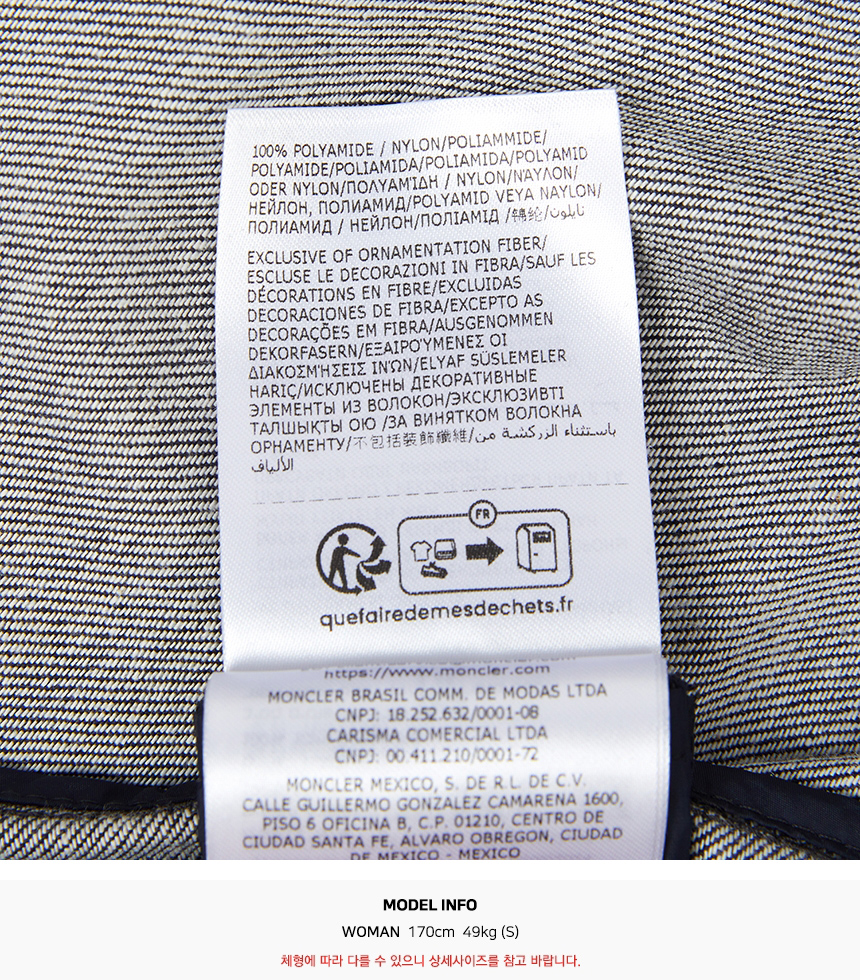 100% POLYAMIDE / NYLON/POLIAMMIDE/
POLYAMIDE/POLIAMIDA/POLIAMIDA/POLYAMID
ODER NYLON/ΠΟΛΥΑΜΊΔΗ / NYLON/ΝΑΥΛΟΝ/
НЕЙЛОН, ПОЛИАМИД/POLYAMID VEYA NAYLON/
ПОЛИАМИД / НЕЙЛОН/ПОЛІАМІД /锦纶/نايلون
EXCLUSIVE OF ORNAMENTATION FIBER/
ESCLUSE LE DECORAZIONI IN FIBRA/SAUF LES
DÉCORATIONS EN FIBRE/EXCLUIDAS
DECORACIONES DE FIBRA/EXCEPTO AS
DECORAÇÕES EM FIBRA/AUSGENOMMEN
DEKORFASERN/ΕΞΑΙΡΟΎΜΕΝΕΣ ΟΙ
ΔΙΑΚΟΣΜΉΣΕΙΣ ΙΝΏΝ/ELYAF SÜSLEMELER
HARİÇ/ИСКЛЮЧЕНЫ ДЕКОРАТИВНЫЕ
ЭЛЕМЕНТЫ ИЗ ВОЛОКОН/ЭКСКЛЮЗИВТІ
ТАЛШЫҚТЫ ОЮ /ЗА ВИНЯТКОМ ВОЛОКНА
ОРНАМЕНТУ/不包括裝飾纖維/باستثناء الزركشة من
الألياف
FR
quefairedemesdechets.fr
https://www.moncler.com
MONCLER BRASIL COMM. DE MODAS LTDA
CNPJ: 18.252.632/0001-08
CARISMA COMERCIAL LTDA
CNPJ: 00.411.210/0001-72
MONCLER MEXICO, S. DE R.L. DE C.V.
CALLE GUILLERMO GONZALEZ CAMARENA 1600,
PISO 6 OFICINA B, C.P. 01210, CENTRO DE
CIUDAD SANTA FE, ALVARO OBREGON, CIUDAD
DE MEXICO - MEXICO
MODEL INFO
WOMAN 170cm 49kg (S)
체형에 따라 다를 수 있으니 상세사이즈를 참고 바랍니다.